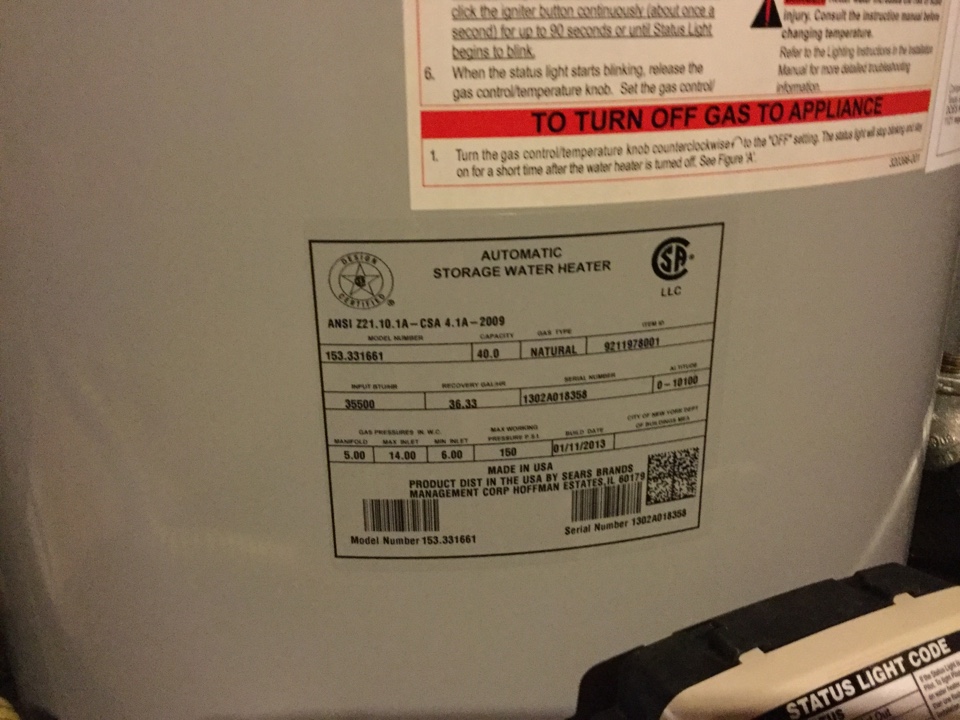 click the igniter button continuously (about once a
second) for up to 90 seconds or until Status Light
begins to blink.
6. When the status light starts blinking, release the
gas control/temperature knob. Set the gas control/
injury. Consult the instruction manual before
changing temperature.
Refer to the Lighting Instructions in the Installation
Manual for more detailed troubleshooting
information.
TO TURN OFF GAS TO APPLIANCE
1. Turn the gas control/temperature knob counterclockwise to the "OFF" setting. The status light will stop blinking and stay
on for a short time after the water heater is turned off. See Figure 'A'.
DESIGN
CERTIFIED
AUTOMATIC
STORAGE WATER HEATER
LLC
ANSI Z21.10.1A-CSA 4.1A-2009
MODEL NUMBER CAPACITY GAS TYPE ITEM ID
153.331661 40.0 NATURAL 9211978001
INPUT BTU/HR RECOVERY GAL/HR SERIAL NUMBER ALTITUDE
35500 36.33 1302A018358 0-10100
GAS PRESSURES IN. W.C. MAX WORKING BUILD DATE CITY OF NEW YORK DEPT
MANIFOLD MAX INLET MIN INLET PRESSURE P.S.I. OF BUILDINGS MEA
5.00 14.00 6.00 150 01/11/2013
MADE IN USA
PRODUCT DIST IN THE USA BY SEARS BRANDS
MANAGEMENT CORP HOFFMAN ESTATES, IL 60179
Model Number 153.331661
Serial Number 1302A018358
STATUS LIGHT CODE